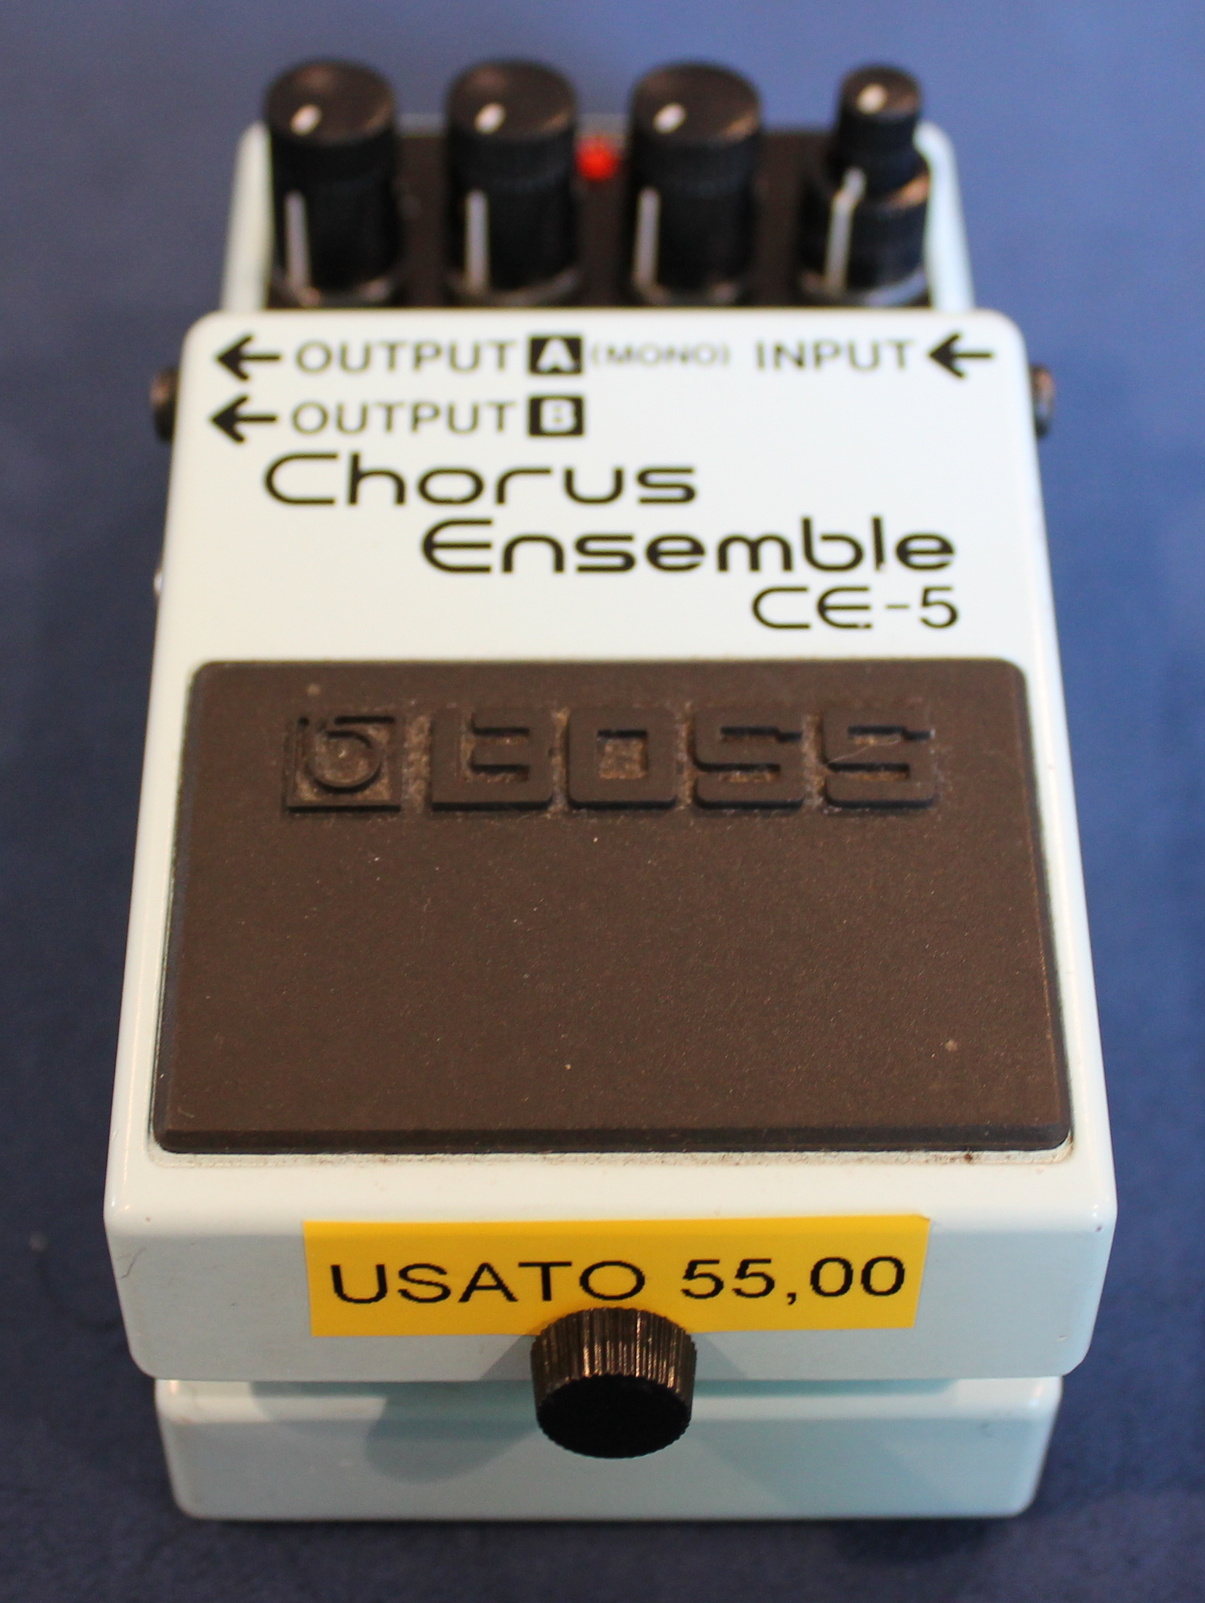 OUTPUT A (MONO) INPUT
OUTPUT B
Chorus
Ensemble
CE-5
BOSS
USATO 55,00